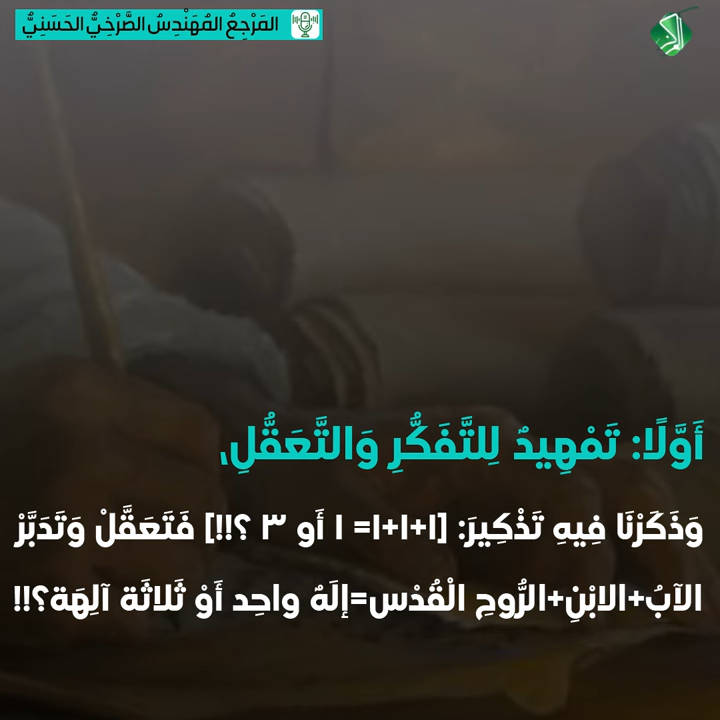 المَرْجِعُ المُهَنْدِسُ الصَّرْخِيُّ الحَسَنِيُّ
أَوَّلًا: تَمْهِيدٌ لِلتَّفَكُّرِ وَالتَّعَقُّلِ،
وَذَكَرْنَا فِيهِ تَذْكِيرَ: [١+١+١= ١ أَو ٣ ؟!!] فَتَعَقَّلْ وَتَدَبَّرْ
الآبُ+الابْنِ+الرُّوحِ الْقُدْس=إلَهٌ واحِد أَوْ ثَلاثَة آلِهَة؟!!